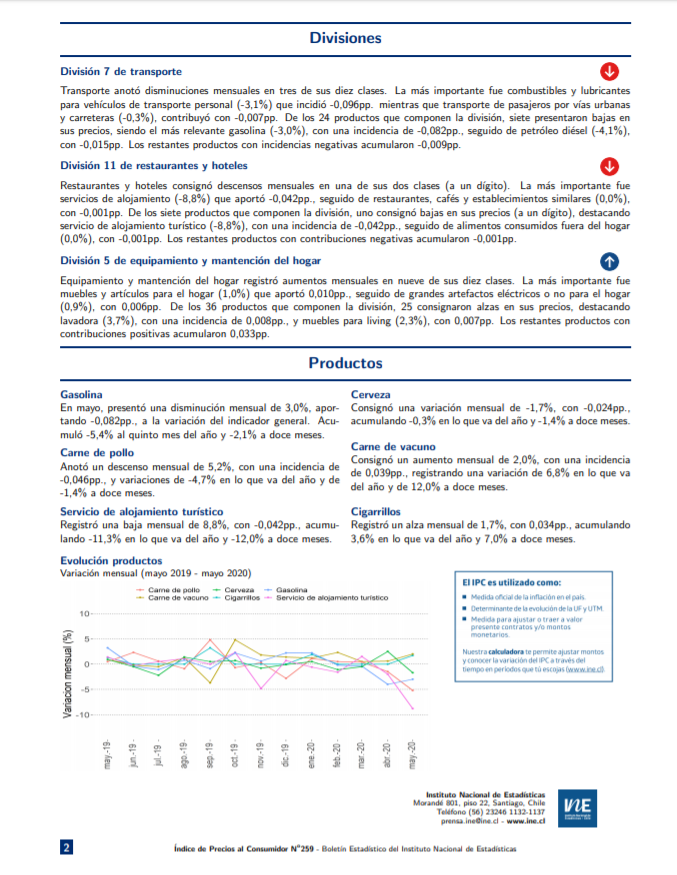 Divisiones
División 7 de transporte
Transporte anotó disminuciones mensuales en tres de sus diez clases. La más importante fue combustibles y lubricantes
para vehículos de transporte personal (-3,1%) que incidió -0,096pp. mientras que transporte de pasajeros por vías urbanas
y carreteras (-0,3%), contribuyó con -0,007pp. De los 24 productos que componen la división, siete presentaron bajas en
sus precios, siendo el más relevante gasolina (-3,0%), con una incidencia de -0,082pp., seguido de petróleo diésel (-4,1%),
con -0,015pp. Los restantes productos con incidencias negativas acumularon -0,009pp.
División 11 de restaurantes y hoteles
Restaurantes y hoteles consignó descensos mensuales en una de sus dos clases (a un dígito). La más importante fue
servicios de alojamiento (-8,8%) que aportó -0,042pp., seguido de restaurantes, cafés y establecimientos similares (0,0%),
con -0,001pp. De los siete productos que componen la división, uno consignó bajas en sus precios (a un dígito), destacando
servicio de alojamiento turístico (-8,8%), con una incidencia de -0,042pp., seguido de alimentos consumidos fuera del hogar
(0,0%), con -0,001pp. Los restantes productos con contribuciones negativas acumularon -0,001pp.
División 5 de equipamiento y mantención del hogar
Equipamiento y mantención del hogar registró aumentos mensuales en nueve de sus diez clases. La más importante fue
muebles y artículos para el hogar (1,0%) que aportó 0,010pp., seguido de grandes artefactos eléctricos o no para el hogar
(0,9%), con 0,006pp. De los 36 productos que componen la división, 25 consignaron alzas en sus precios, destacando
lavadora (3,7%), con una incidencia de 0,008pp., y muebles para living (2,3%), con 0,007pp. Los restantes productos con
contribuciones positivas acumularon 0,033pp.
Productos
Gasolina
En mayo, presentó una disminución mensual de 3,0%, apor-
tando -0,082pp., a la variación del indicador general. Acu-
muló -5,4% al quinto mes del año y -2,1% a doce meses.
Carne de pollo
Anotó un descenso mensual de 5,2%, con una incidencia de
-0,046pp., y variaciones de -4,7% en lo que va del año y de
-1,4% a doce meses.
Servicio de alojamiento turístico
Registró una baja mensual de 8,8%, con -0,042pp., acumu-
lando -11,3% en lo que va del año y -12,0% a doce meses.
Cerveza
Consignó una variación mensual de -1,7%, con -0,024pp.,
acumulando -0,3% en lo que va del año y -1,4% a doce meses.
Carne de vacuno
Consignó un aumento mensual de 2,0%, con una incidencia
de 0,039pp., registrando una variación de 6,8% en lo que va
del año y de 12,0% a doce meses.
Cigarrillos
Registró un alza mensual de 1,7%, con 0,034pp., acumulando
3,6% en lo que va del año y 7,0% a doce meses.
Evolución productos
Variación mensual (mayo 2019 - mayo 2020)
Carne de pollo Cerveza Gasolina
Carne de vacuno Cigarrillos Servicio de alojamiento turístico
Variacion mensual (%)
10
5
0
-5
-10
may.-19 jun.-19 jul.-19 ago.-19 sep.-19 oct.-19 nov.-19 dic.-19 ene.-20 feb.-20 mar.-20 abr.-20 may.-20
El IPC es utilizado como:
Medida oficial de la inflación en el país.
Determinante de la evolución de la UF y UTM.
Medida para ajustar o traer a valor
presente contratos y/o montos
monetarios.
Nuestra calculadora te permite ajustar montos
y conocer la variación del IPC a través del
tiempo en periodos que tú escojas (www.ine.cl).
Instituto Nacional de Estadísticas
Morandé 801, piso 22, Santiago, Chile
Teléfono (56) 23246 1132-1137
prensa.ine@ine.cl - www.ine.cl
INE
2
Índice de Precios al Consumidor N°259 - Boletín Estadístico del Instituto Nacional de Estadísticas